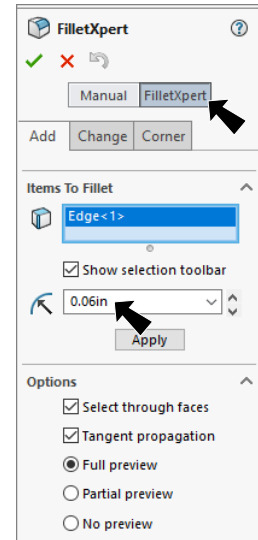 FilletXpert
Manual FilletXpert
Add Change Corner
Items To Fillet
Edge<1>
Show selection toolbar
0.06in
Apply
Options
Select through faces
Tangent propagation
Full preview
Partial preview
No preview